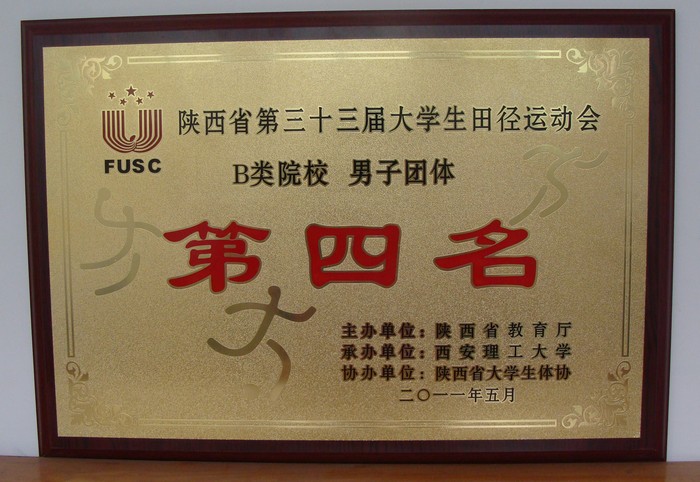 陕西省第三十三届大学生田径运动会
FUSC
B类院校 男子团体
第四名
主办单位：陕西省教育厅
承办单位：西安理工大学
协办单位：陕西省大学生体协
二〇一一年五月